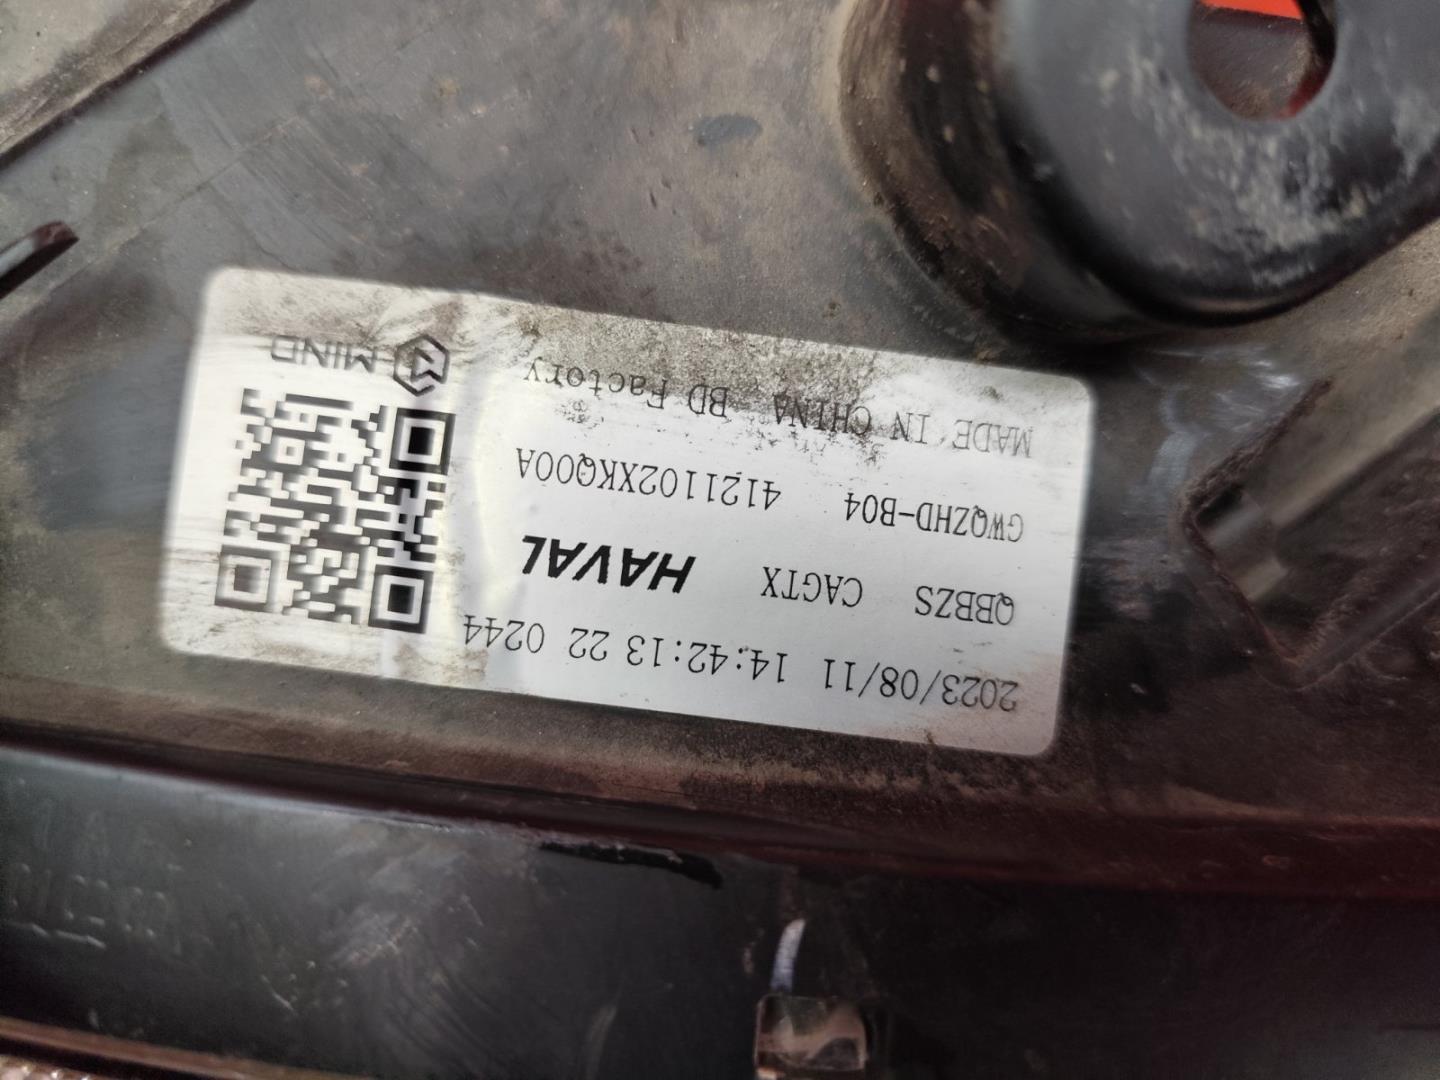 2023/08/11 14:42:13 22 0244
QBBZS CAGTX HAVAL
GWQZHD-B04 4121102XKQ00A
MADE IN CHINA BD Factory
MIND